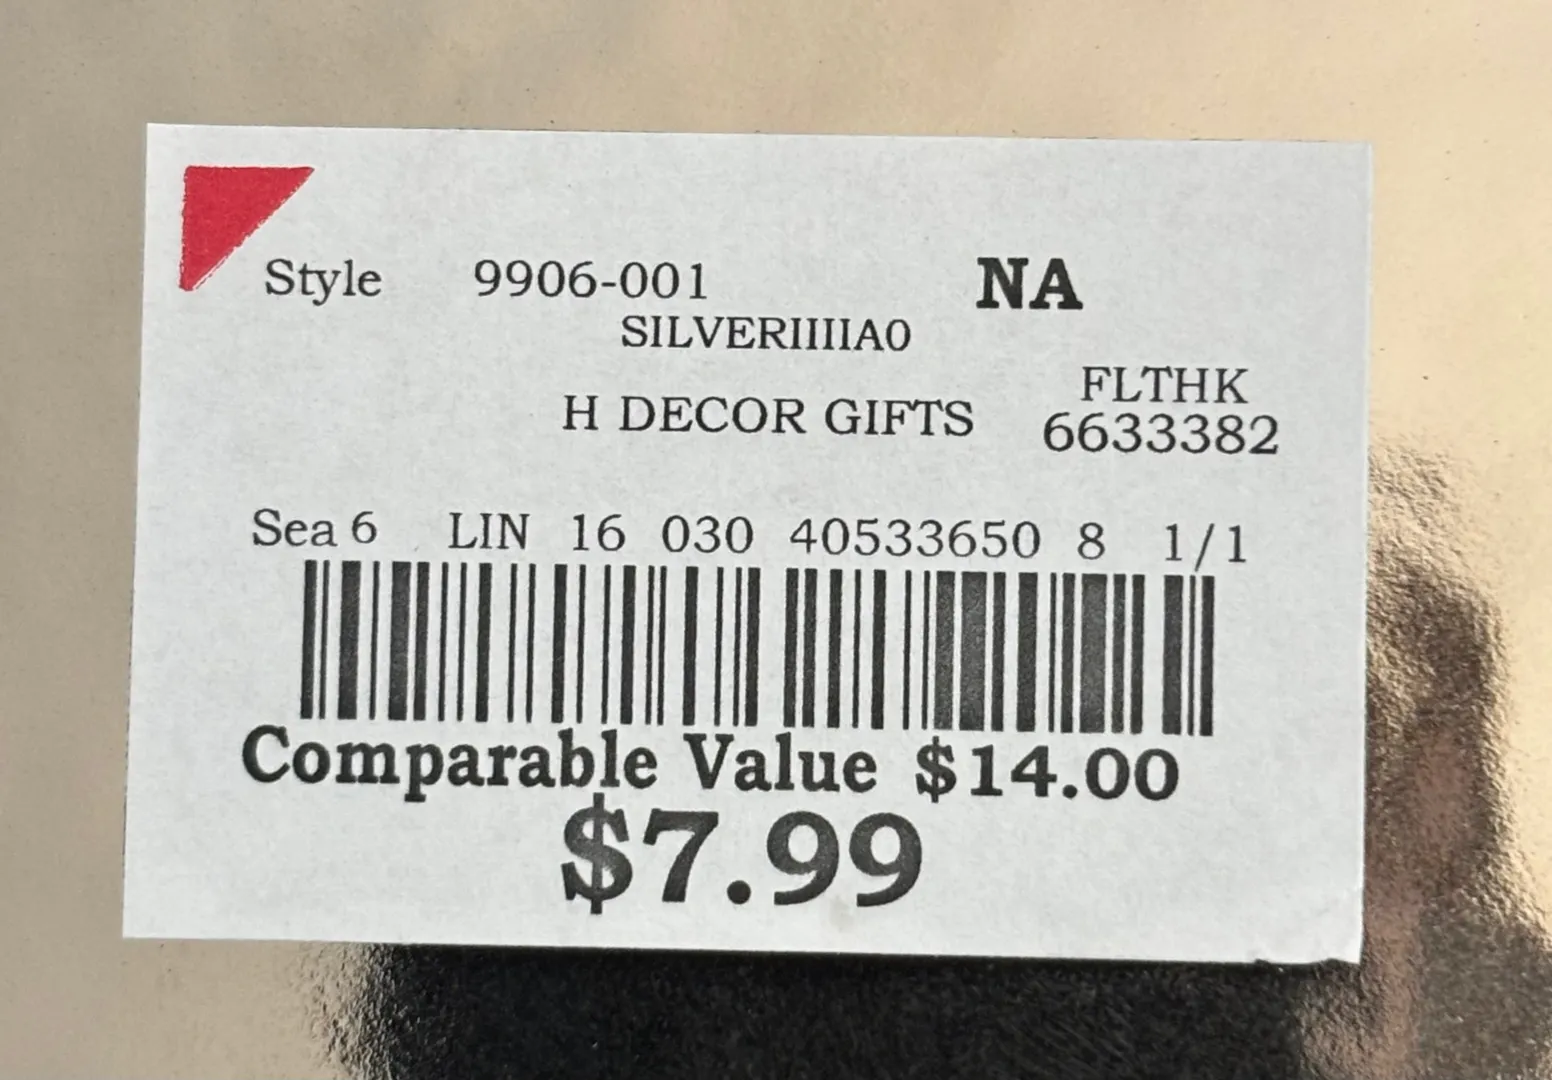 Style 9906-001 NA
SILVERIIIIA0
FLTHK
H DECOR GIFTS 6633382
Sea 6 LIN 16 030 40533650 8 1/1
Comparable Value $14.00
$7.99